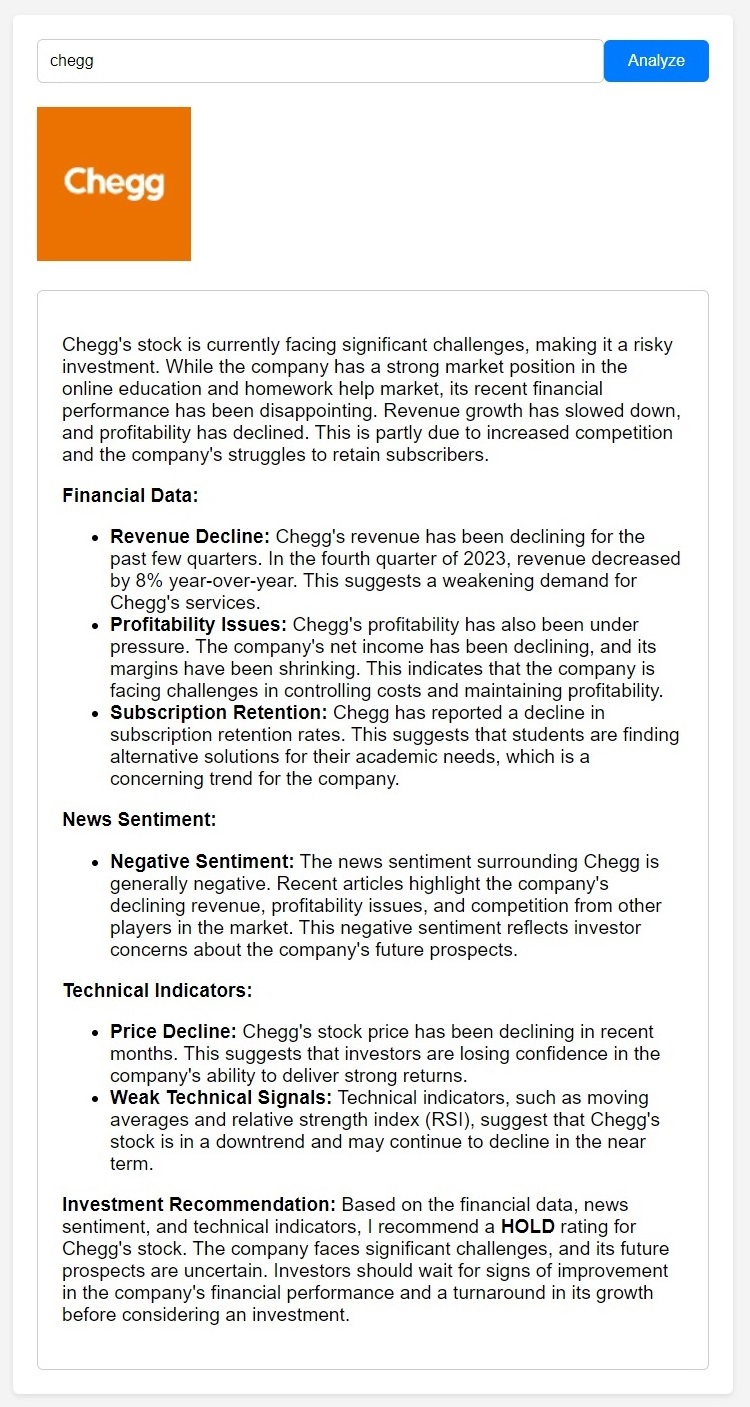 chegg
Analyze
Chegg
Chegg's stock is currently facing significant challenges, making it a risky
investment. While the company has a strong market position in the
online education and homework help market, its recent financial
performance has been disappointing. Revenue growth has slowed down,
and profitability has declined. This is partly due to increased competition
and the company's struggles to retain subscribers.
Financial Data:
• Revenue Decline: Chegg's revenue has been declining for the
past few quarters. In the fourth quarter of 2023, revenue decreased
by 8% year-over-year. This suggests a weakening demand for
Chegg's services.
• Profitability Issues: Chegg's profitability has also been under
pressure. The company's net income has been declining, and its
margins have been shrinking. This indicates that the company is
facing challenges in controlling costs and maintaining profitability.
• Subscription Retention: Chegg has reported a decline in
subscription retention rates. This suggests that students are finding
alternative solutions for their academic needs, which is a
concerning trend for the company.
News Sentiment:
• Negative Sentiment: The news sentiment surrounding Chegg is
generally negative. Recent articles highlight the company's
declining revenue, profitability issues, and competition from other
players in the market. This negative sentiment reflects investor
concerns about the company's future prospects.
Technical Indicators:
• Price Decline: Chegg's stock price has been declining in recent
months. This suggests that investors are losing confidence in the
company's ability to deliver strong returns.
• Weak Technical Signals: Technical indicators, such as moving
averages and relative strength index (RSI), suggest that Chegg's
stock is in a downtrend and may continue to decline in the near
term.
Investment Recommendation: Based on the financial data, news
sentiment, and technical indicators, I recommend a HOLD rating for
Chegg's stock. The company faces significant challenges, and its future
prospects are uncertain. Investors should wait for signs of improvement
in the company's financial performance and a turnaround in its growth
before considering an investment.